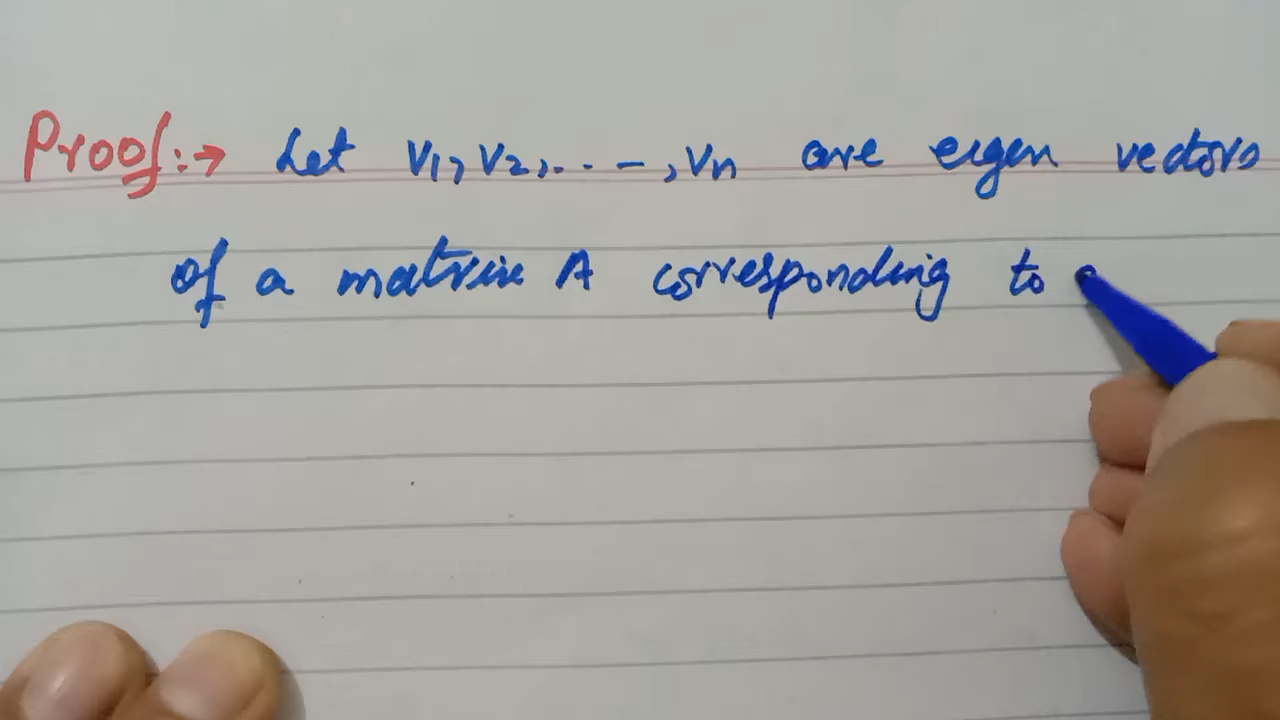 Proof:→ Let v1, v2, ..--, vn are eigen vectors
of a matrix A corresponding to